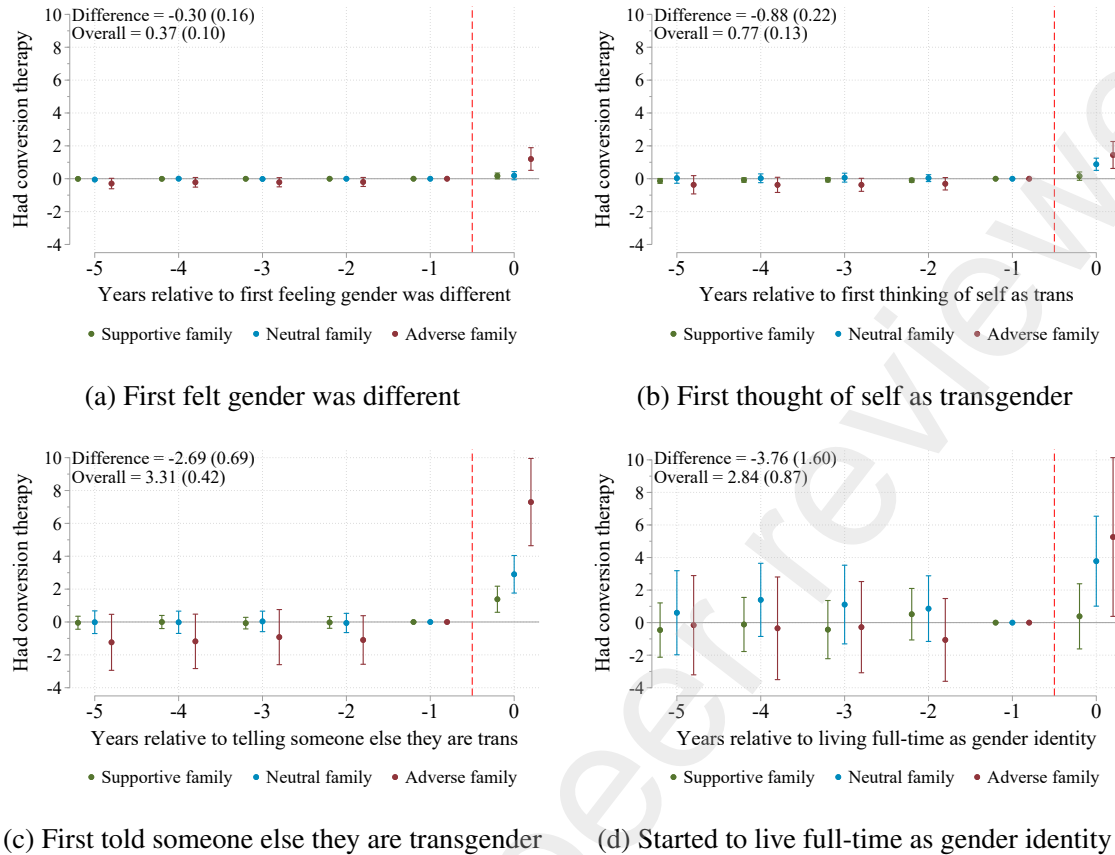 Difference = -0.30 (0.16)
Overall = 0.37 (0.10)
Had conversion therapy
10
8
6
4
2
0
-2
-4
-5 -4 -3 -2 -1 0
Years relative to first feeling gender was different
Supportive family Neutral family Adverse family
(a) First felt gender was different
Difference = -0.88 (0.22)
Overall = 0.77 (0.13)
Had conversion therapy
10
8
6
4
2
0
-2
-4
-5 -4 -3 -2 -1 0
Years relative to first thinking of self as trans
Supportive family Neutral family Adverse family
(b) First thought of self as transgender
Difference = -2.69 (0.69)
Overall = 3.31 (0.42)
Had conversion therapy
10
8
6
4
2
0
-2
-4
-5 -4 -3 -2 -1 0
Years relative to telling someone else they are trans
Supportive family Neutral family Adverse family
(c) First told someone else they are transgender
Difference = -3.76 (1.60)
Overall = 2.84 (0.87)
Had conversion therapy
10
8
6
4
2
0
-2
-4
-5 -4 -3 -2 -1 0
Years relative to living full-time as gender identity
Supportive family Neutral family Adverse family
(d) Started to live full-time as gender identity
peer reviewe